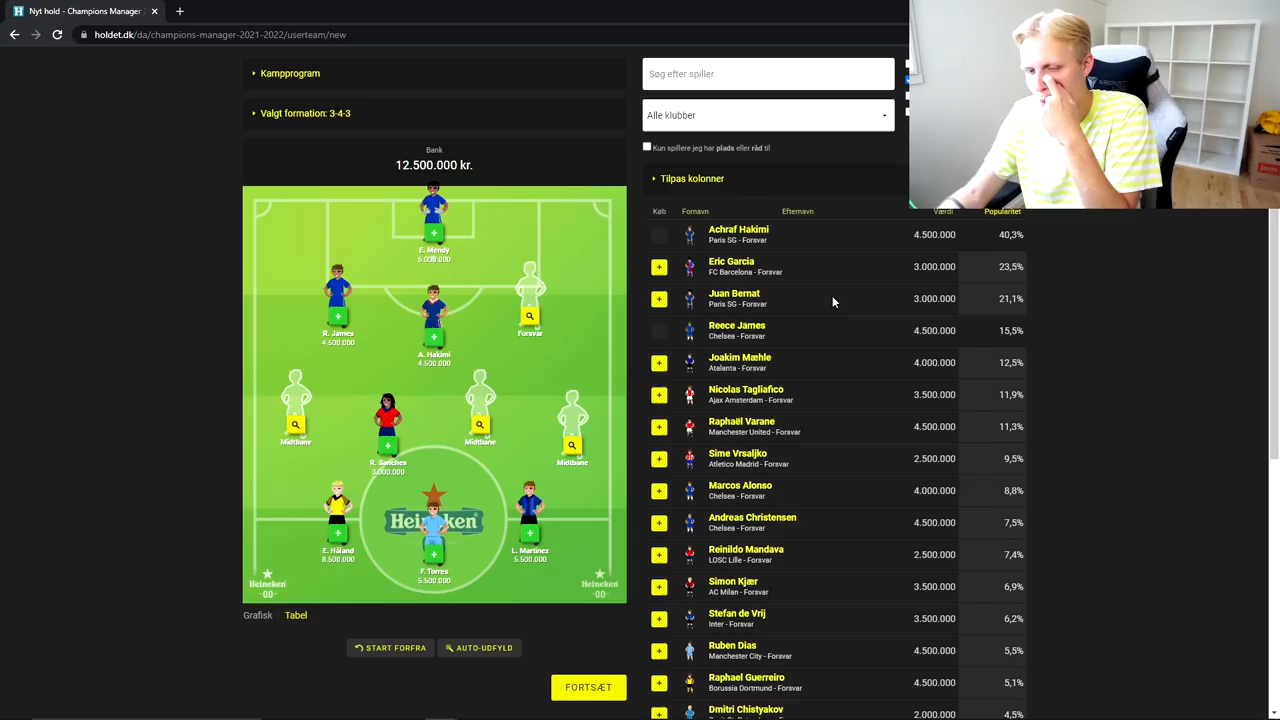 Nyt hold - Champions Manager
holdet.dk/da/champions-manager-2021-2022/userteam/new
Kampprogram
Valgt formation: 3-4-3
Bank
12.500.000 kr.
E. Mendy
6.000.000
R. James
4.500.000
A. Hakimi
4.500.000
Forsvar
Midtbane
R. Sanches
3.000.000
Midtbane
Midtbane
E. Håland
8.500.000
F. Torres
5.500.000
L. Martinez
5.500.000
Heineken
Heineken
Heineken
Grafisk
Tabel
START FORFRA
AUTO-UDFYLD
FORTSÆT
Søg efter spiller
Alle klubber
Kun spillere jeg har plads eller råd til
Tilpas kolonner
Køb Fornavn Efternavn Værdi Popularitet
Achraf Hakimi 4.500.000 40,3%
Paris SG - Forsvar
Eric Garcia 3.000.000 23,5%
FC Barcelona - Forsvar
Juan Bernat 3.000.000 21,1%
Paris SG - Forsvar
Reece James 4.500.000 15,5%
Chelsea - Forsvar
Joakim Mæhle 4.000.000 12,5%
Atalanta - Forsvar
Nicolas Tagliafico 3.500.000 11,9%
Ajax Amsterdam - Forsvar
Raphaël Varane 4.500.000 11,3%
Manchester United - Forsvar
Sime Vrsaljko 2.500.000 9,5%
Atletico Madrid - Forsvar
Marcos Alonso 4.000.000 8,8%
Chelsea - Forsvar
Andreas Christensen 4.500.000 7,5%
Chelsea - Forsvar
Reinildo Mandava 2.500.000 7,4%
LOSC Lille - Forsvar
Simon Kjær 3.500.000 6,9%
AC Milan - Forsvar
Stefan de Vrij 3.500.000 6,2%
Inter - Forsvar
Ruben Dias 4.500.000 5,5%
Manchester City - Forsvar
Raphael Guerreiro 4.500.000 5,1%
Borussia Dortmund - Forsvar
Dmitri Chistyakov 2.000.000 4,5%